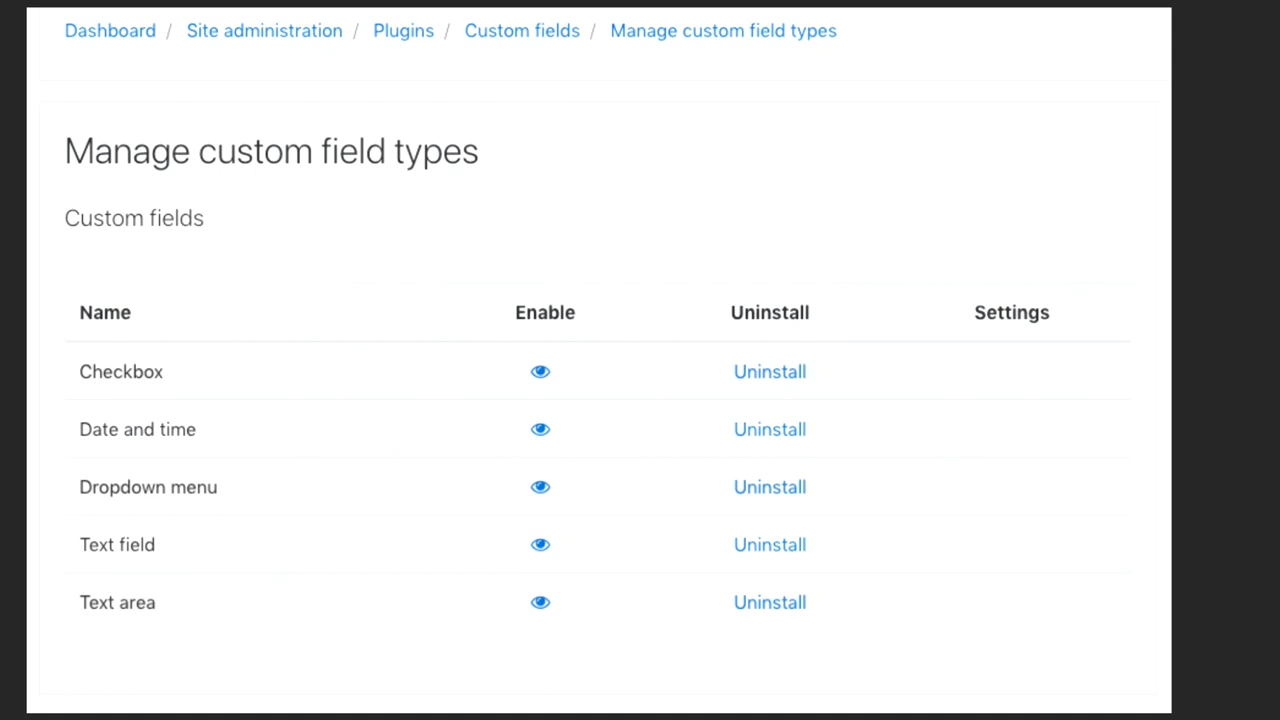 Dashboard / Site administration / Plugins / Custom fields / Manage custom field types
Manage custom field types
Custom fields
Name Enable Uninstall Settings
Checkbox Uninstall
Date and time Uninstall
Dropdown menu Uninstall
Text field Uninstall
Text area Uninstall